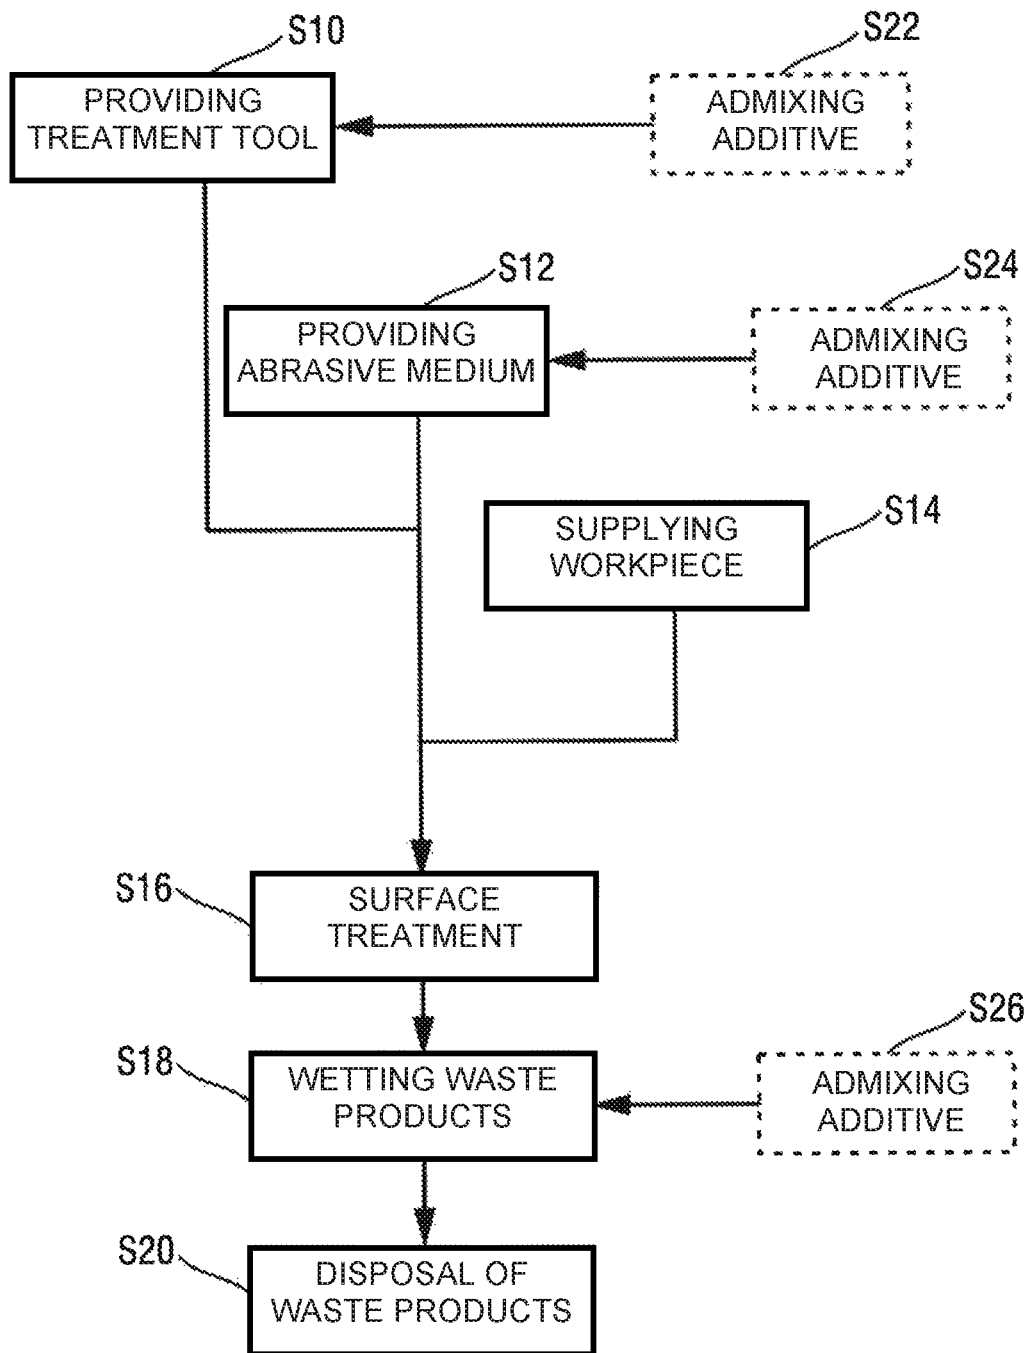 S10
PROVIDING
TREATMENT TOOL
S22
ADMIXING
ADDITIVE
S12
PROVIDING
ABRASIVE MEDIUM
S24
ADMIXING
ADDITIVE
S14
SUPPLYING
WORKPIECE
S16
SURFACE
TREATMENT
S18
WETTING WASTE
PRODUCTS
S26
ADMIXING
ADDITIVE
S20
DISPOSAL OF
WASTE PRODUCTS